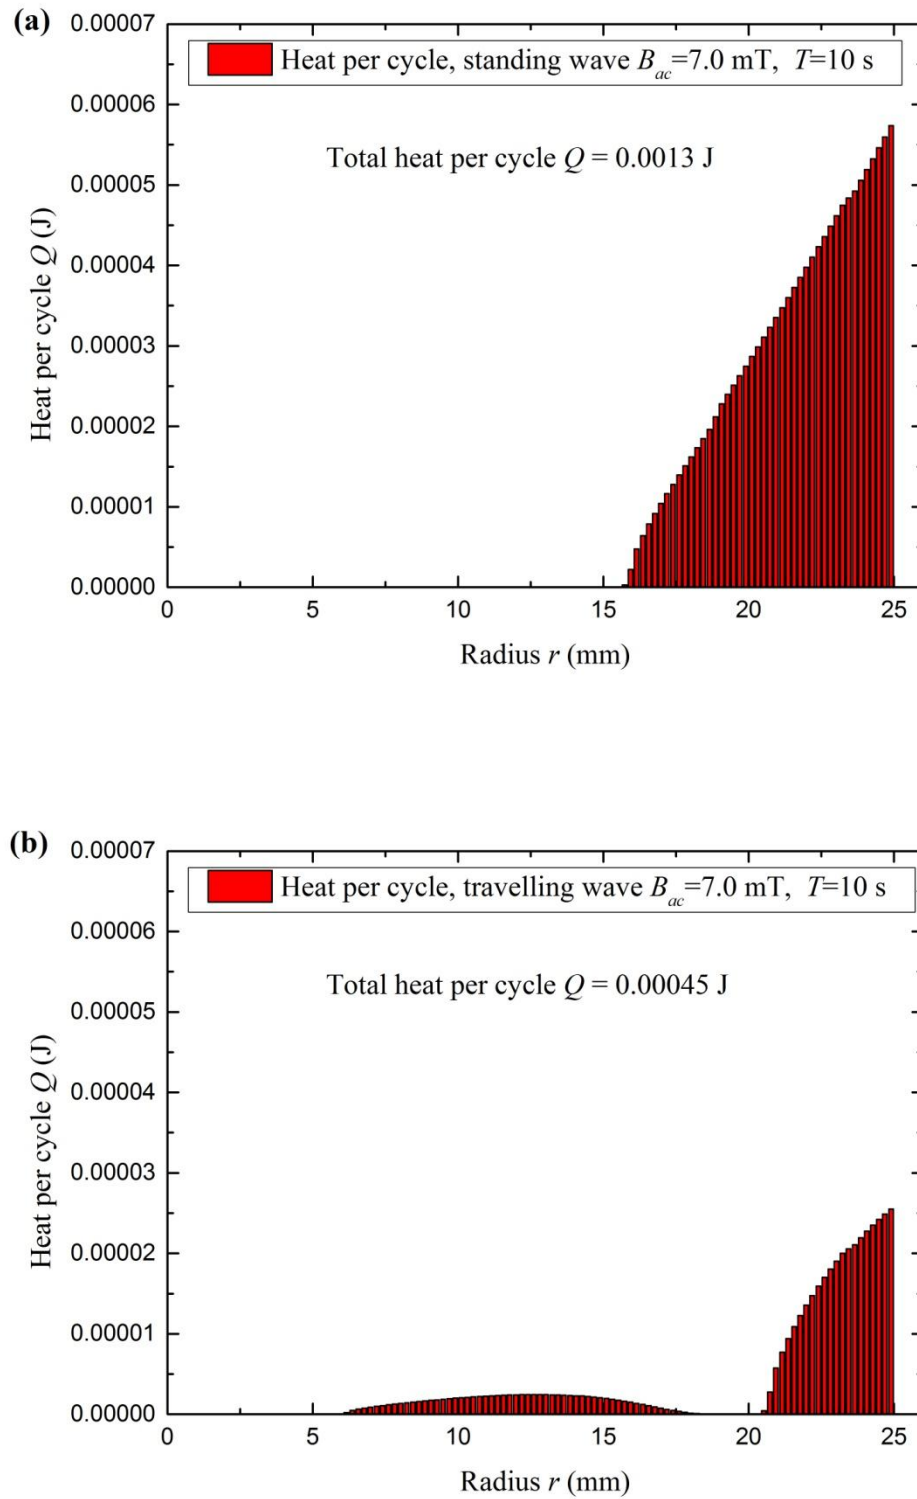 (a)
0.00007
Heat per cycle, standing wave Bac=7.0 mT, T=10 s
0.00006
Total heat per cycle Q = 0.0013 J
0.00005
0.00004
0.00003
0.00002
0.00001
0.00000
Heat per cycle Q (J)
0 5 10 15 20 25
Radius r (mm)
(b)
0.00007
Heat per cycle, travelling wave Bac=7.0 mT, T=10 s
0.00006
Total heat per cycle Q = 0.00045 J
0.00005
0.00004
0.00003
0.00002
0.00001
0.00000
Heat per cycle Q (J)
0 5 10 15 20 25
Radius r (mm)